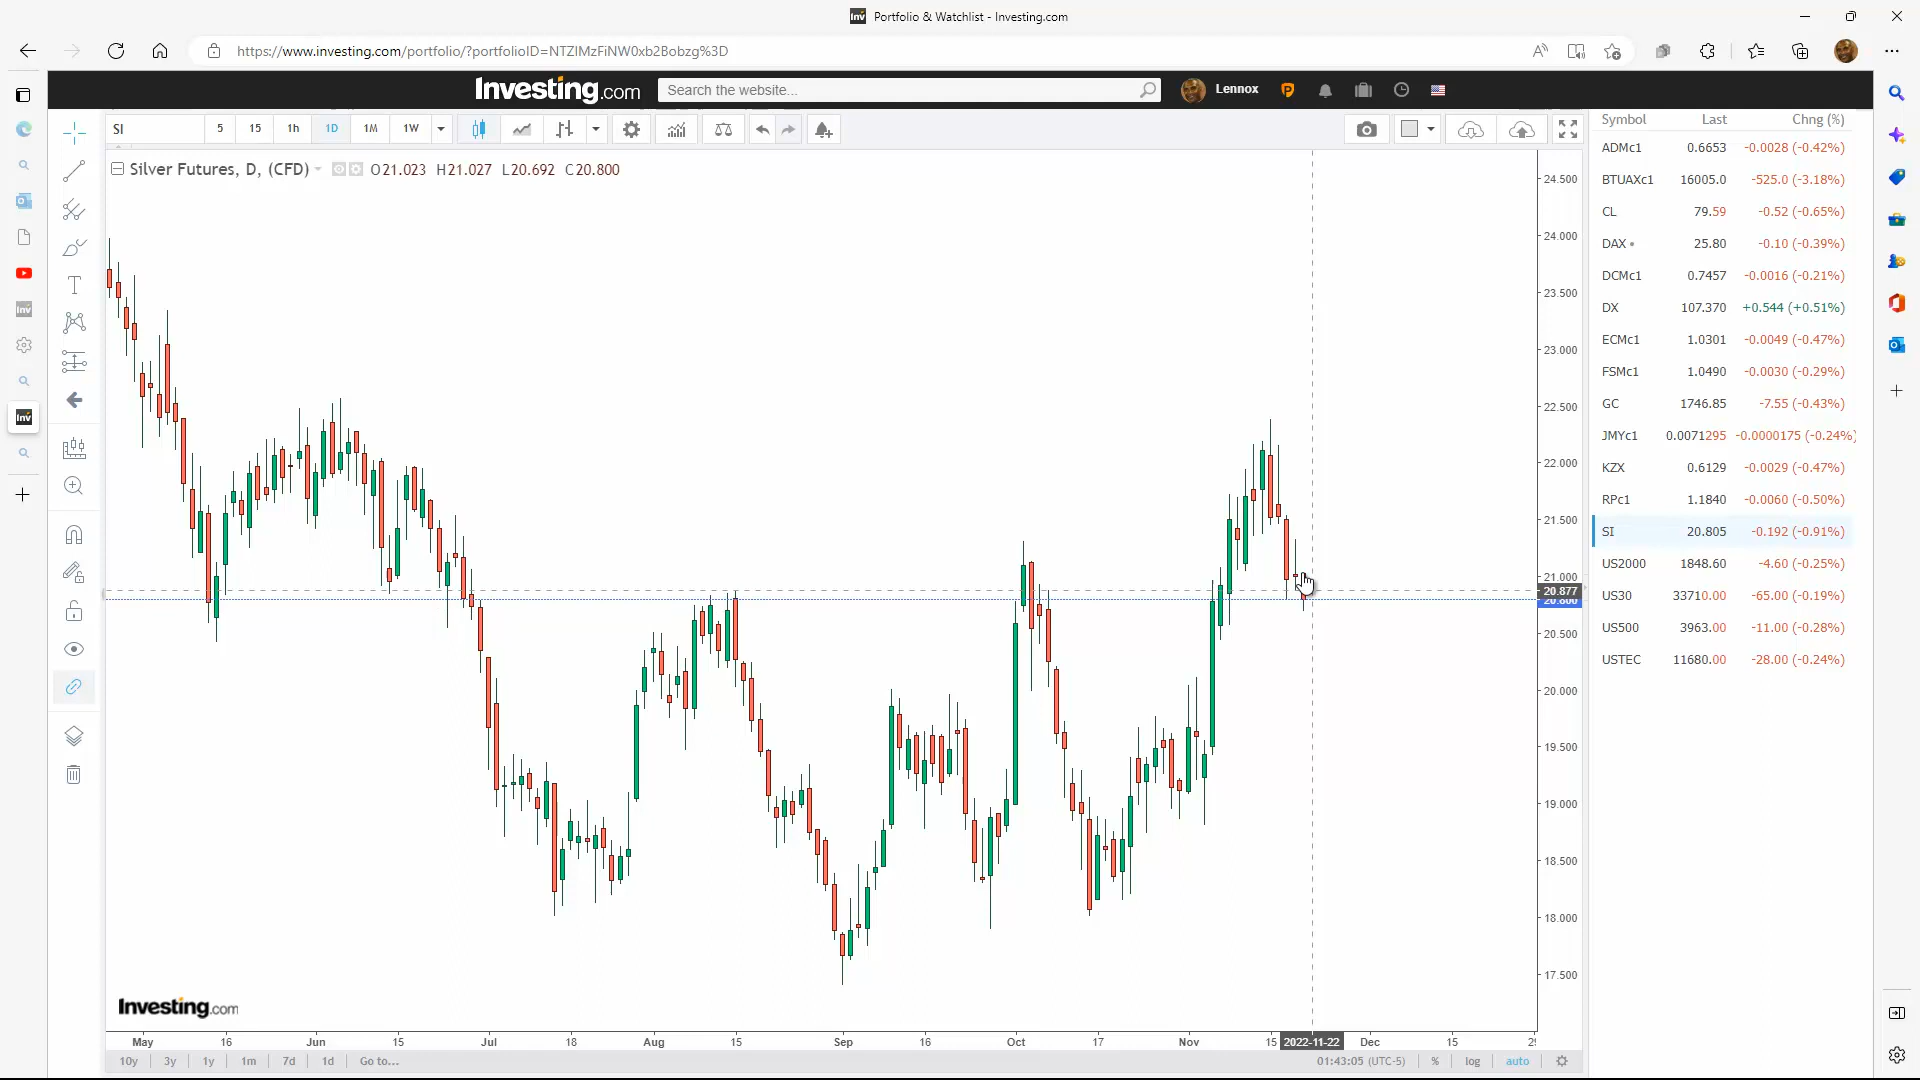 Portfolio & Watchlist - Investing.com
https://www.investing.com/portfolio/?portfolioID=NTZlMzFiNW0xb2Bobzg%3D
Investing.com Search the website... Lennox
SI 5 15 1h 1D 1M 1W
Silver Futures, D, (CFD) O21.023 H21.027 L20.692 C20.800
Symbol Last Chng (%)
ADMc1 0.6653 -0.0028 (-0.42%)
BTUAXc1 16005.0 -525.0 (-3.18%)
CL 79.59 -0.52 (-0.65%)
DAX 25.80 -0.10 (-0.39%)
DCMc1 0.7457 -0.0016 (-0.21%)
DX 107.370 +0.544 (+0.51%)
ECMc1 1.0301 -0.0049 (-0.47%)
FSMc1 1.0490 -0.0030 (-0.29%)
GC 1746.85 -7.55 (-0.43%)
JMYc1 0.0071295 -0.0000175 (-0.24%)
KZX 0.6129 -0.0029 (-0.47%)
RPc1 1.1840 -0.0060 (-0.50%)
SI 20.805 -0.192 (-0.91%)
US2000 1848.60 -4.60 (-0.25%)
US30 33710.00 -65.00 (-0.19%)
US500 3963.00 -11.00 (-0.28%)
USTEC 11680.00 -28.00 (-0.24%)
24.500
24.000
23.500
23.000
22.500
22.000
21.500
21.000
20.877
20.800
20.500
20.000
19.500
19.000
18.500
18.000
17.500
Investing.com
May 16 Jun 15 Jul 18 Aug 15 Sep 16 Oct 17 Nov 15 2022-11-22 Dec 15
10y 3y 1y 1m 7d 1d Go to... 01:43:05 (UTC-5) % log auto